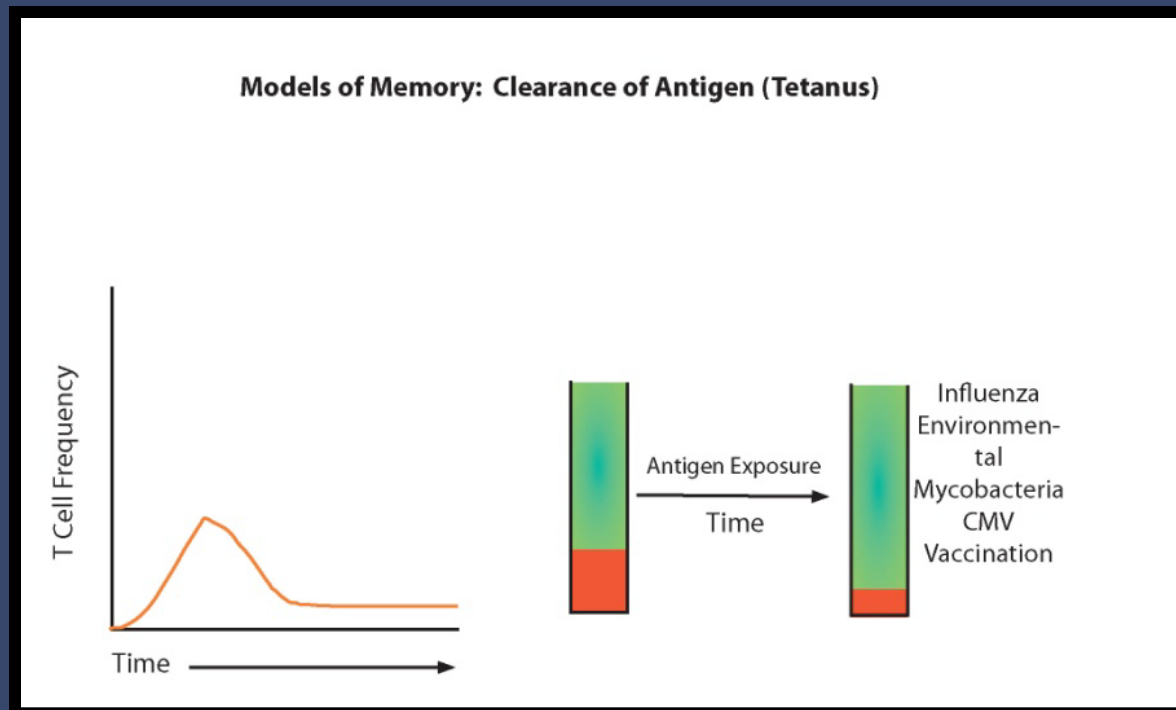 Models of Memory: Clearance of Antigen (Tetanus)
T Cell Frequency
Time
Antigen Exposure
Time
Influenza
Environmen-
tal
Mycobacteria
CMV
Vaccination